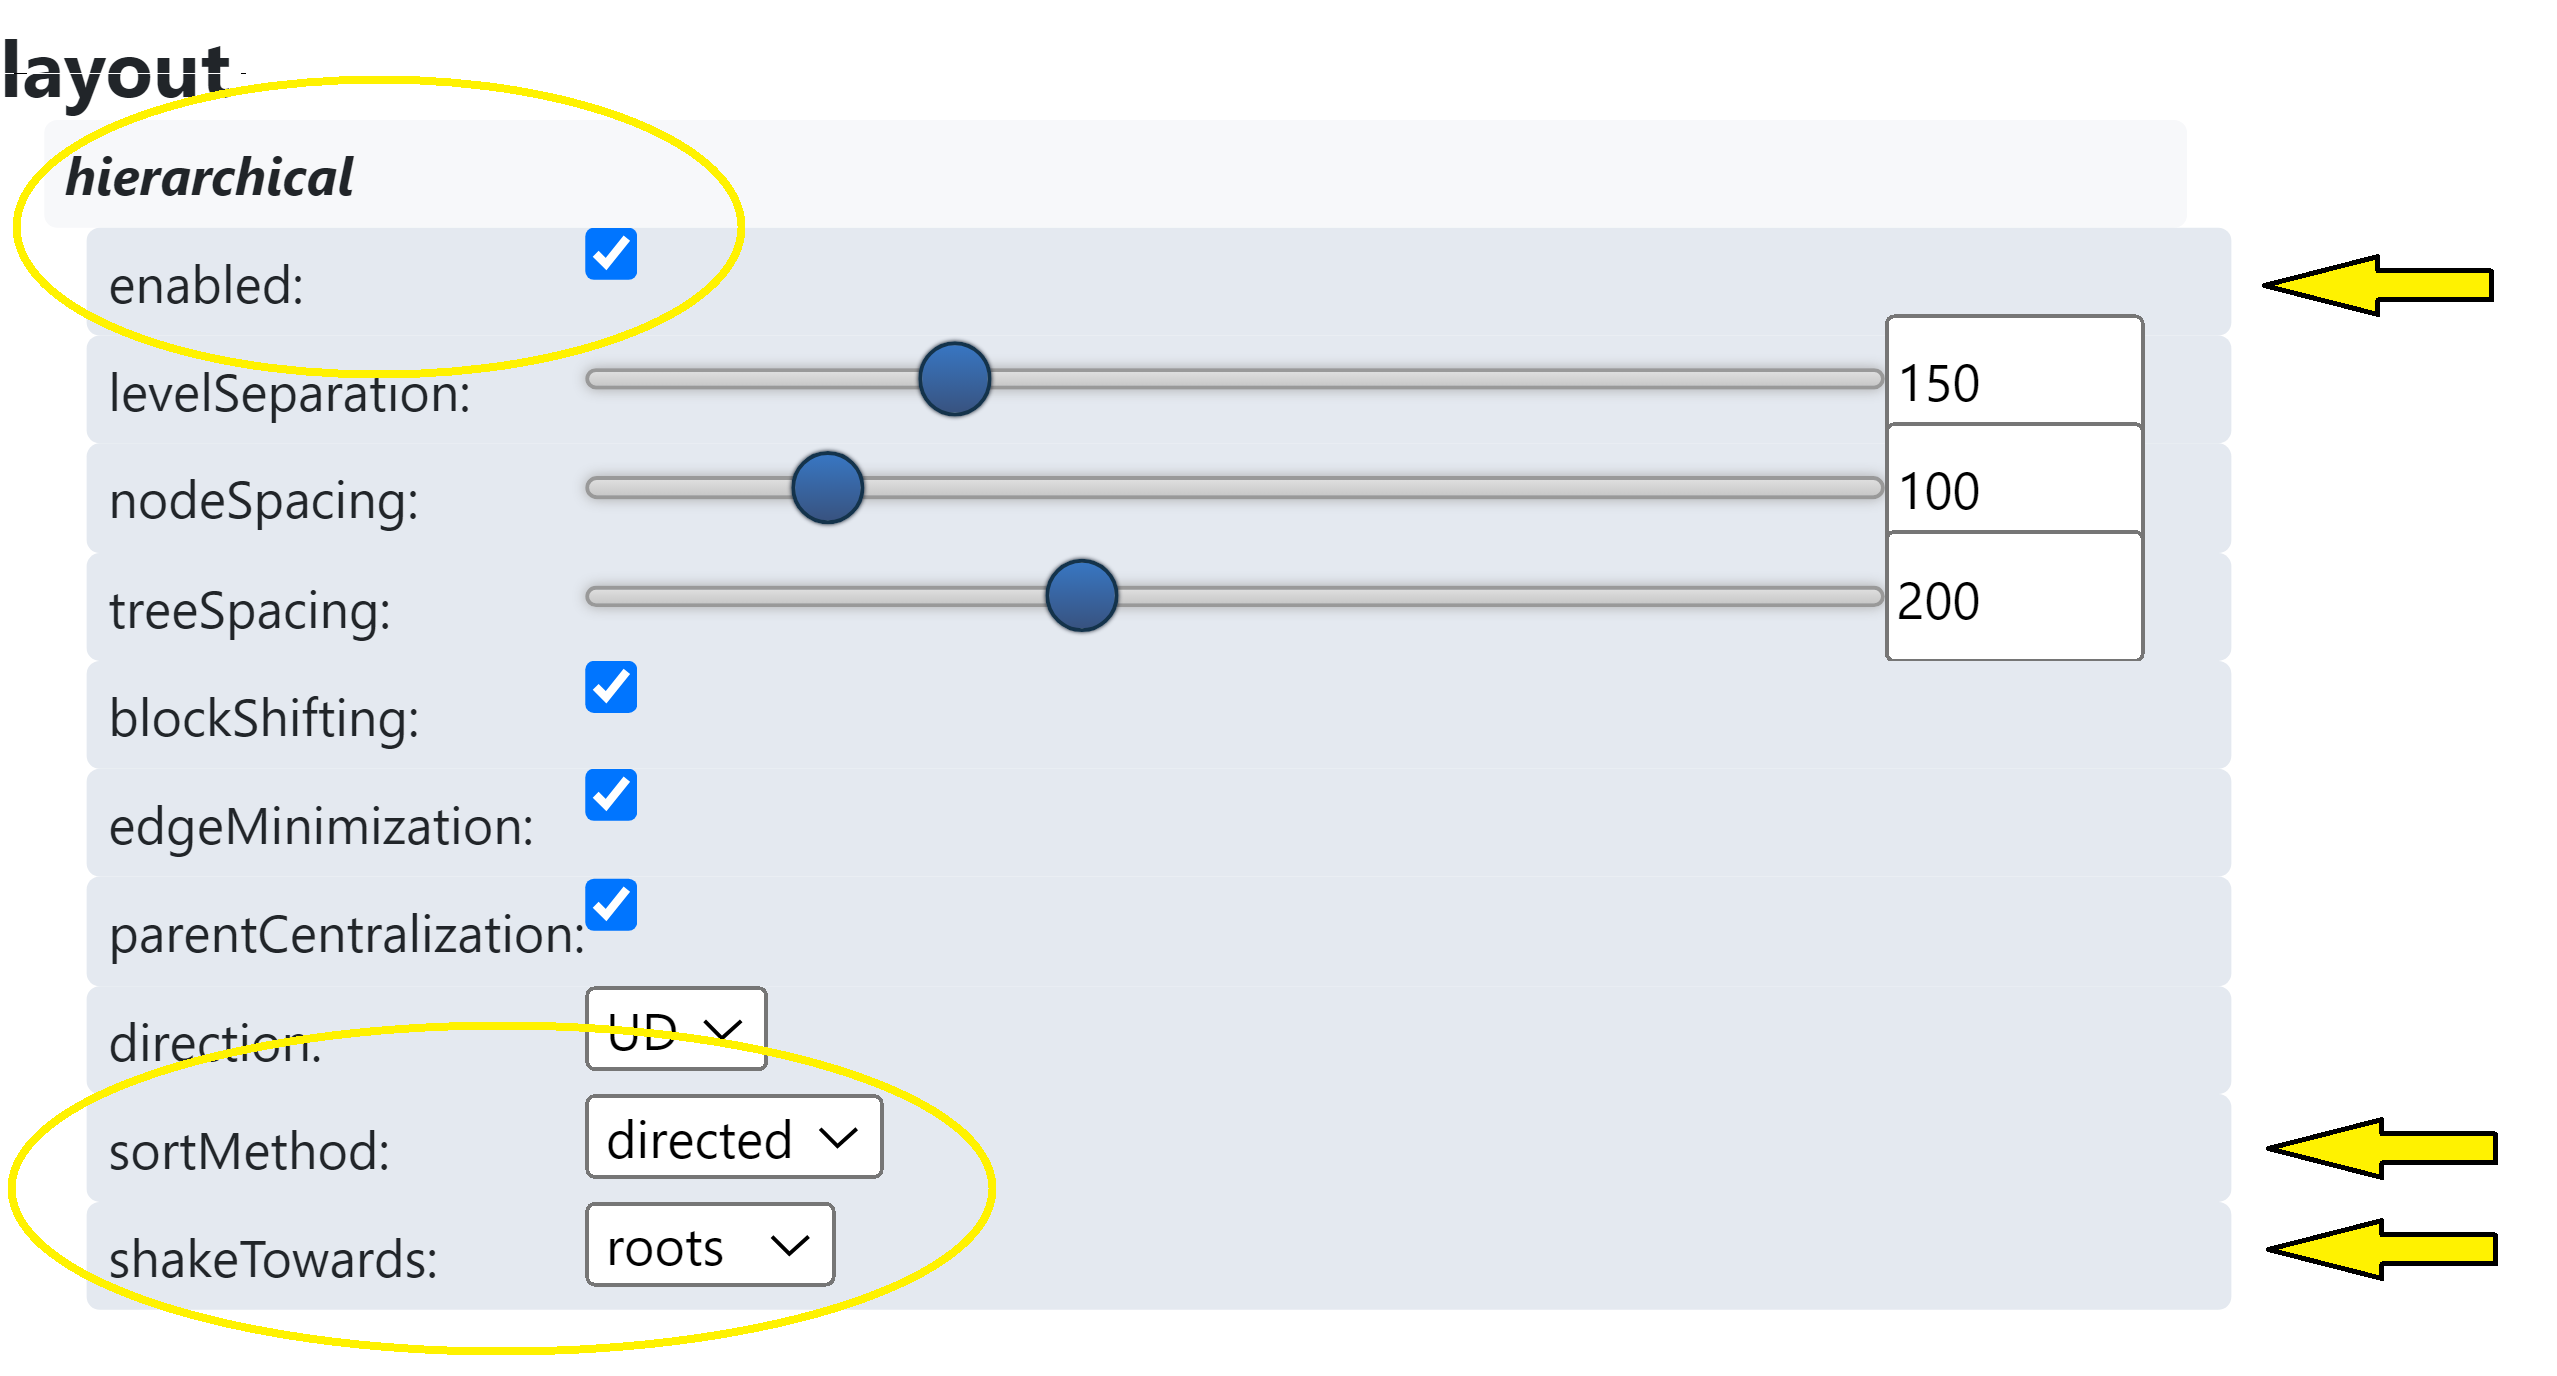 layout
hierarchical
enabled:
levelSeparation: 150
nodeSpacing: 100
treeSpacing: 200
blockShifting:
edgeMinimization:
parentCentralization:
direction: UD
sortMethod: directed
shakeTowards: roots